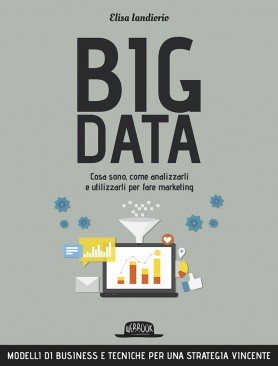 Elisa Iandiorio
BIG
DATA
Cosa sono, come analizzarli
e utilizzarli per fare marketing
WEBBOOK
MODELLI DI BUSINESS E TECNICHE PER UNA STRATEGIA VINCENTE